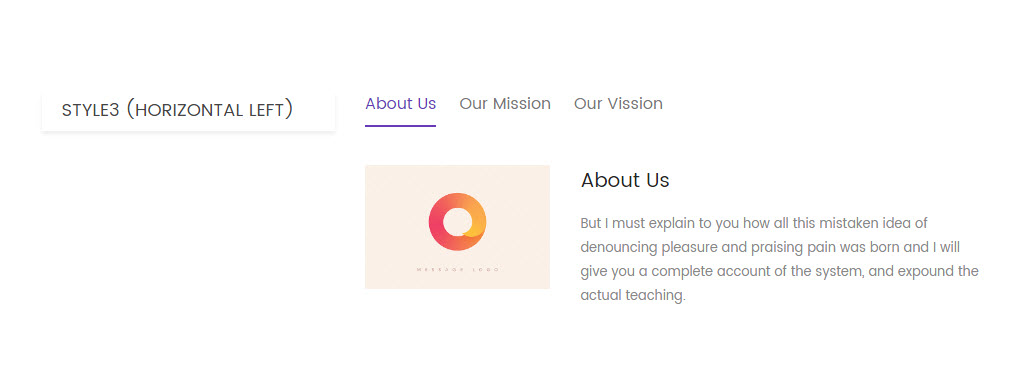 STYLE3 (HORIZONTAL LEFT)
About Us
Our Mission
Our Vission
MESSAGE LOGO
About Us
But I must explain to you how all this mistaken idea of
denouncing pleasure and praising pain was born and I will
give you a complete account of the system, and expound the
actual teaching.